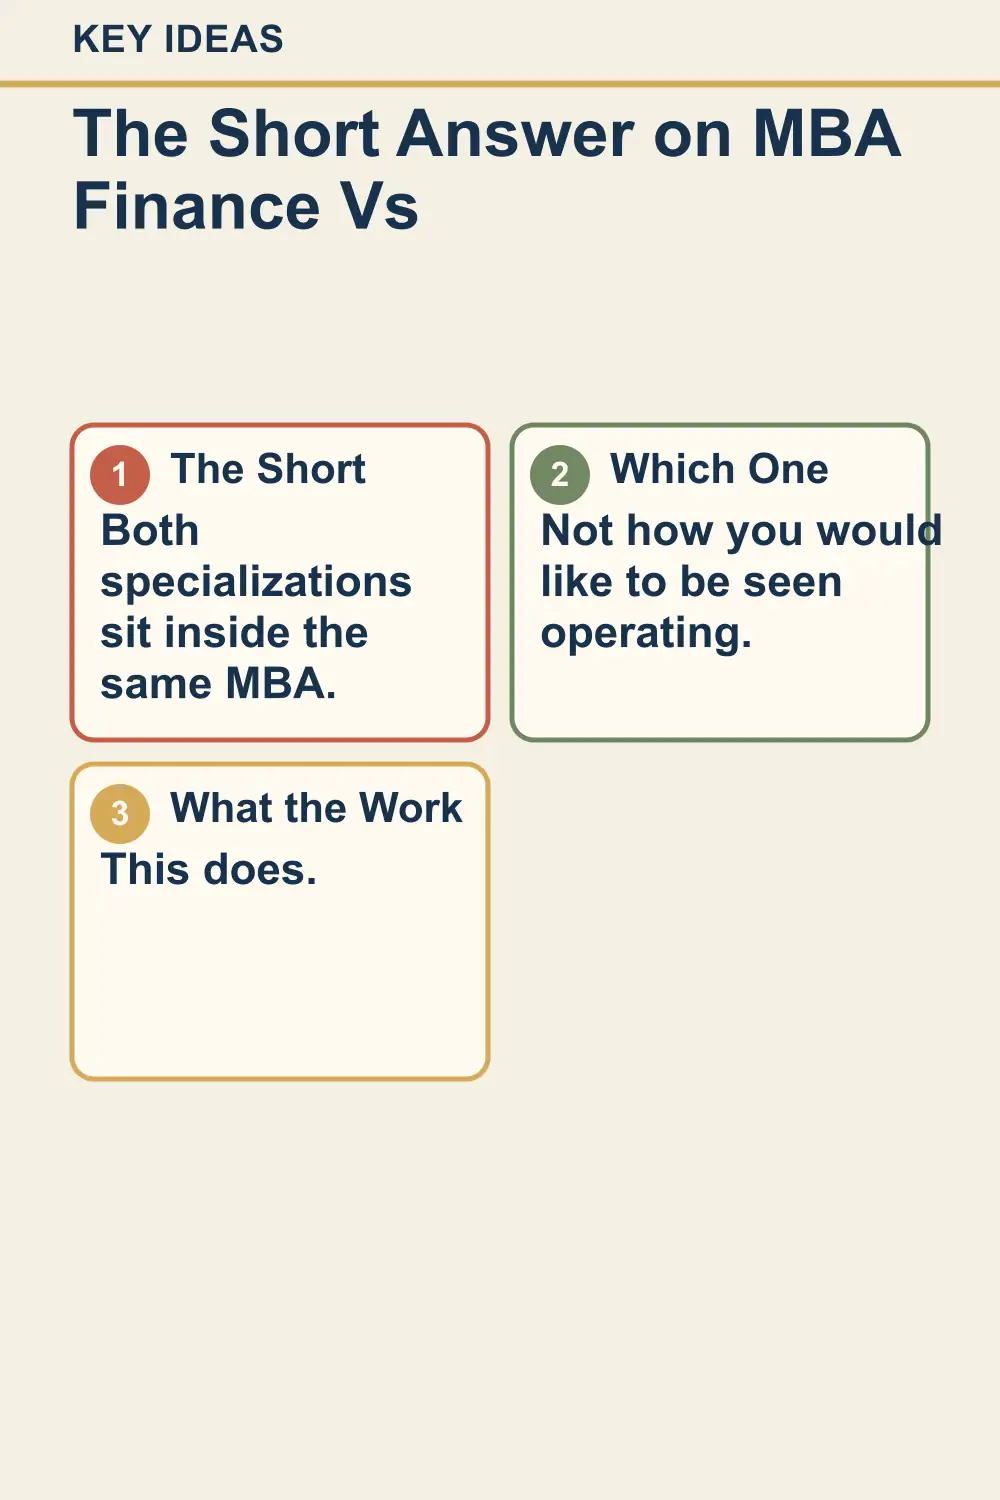 KEY IDEAS
The Short Answer on MBA
Finance Vs
1 The Short
Both
specializations
sit inside the
same MBA.
2 Which One
Not how you would
like to be seen
operating.
3 What the Work
This does.